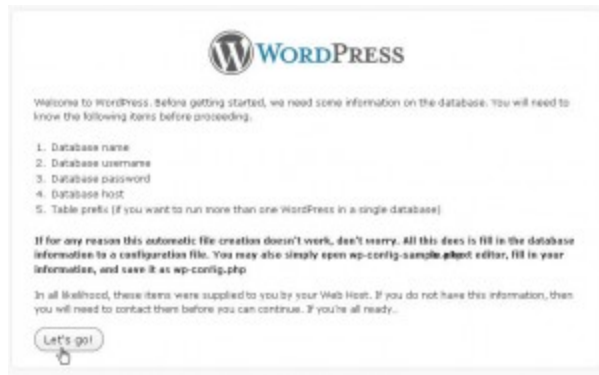 WORDPRESS
Welcome to WordPress. Before getting started, we need some information on the database. You will need to
know the following items before proceeding.
1. Database name
2. Database username
3. Database password
4. Database host
5. Table prefix (if you want to run more than one WordPress in a single database)
If for any reason this automatic file creation doesn't work, don't worry. All this does is fill in the database
information to a configuration file. You may also simply open wp-config-sample.php text editor, fill in your
information, and save it as wp-config.php
In all likelihood, these items were supplied to you by your Web Host. If you do not have this information, then
you will need to contact them before you can continue. If you're all ready..
Let's go!